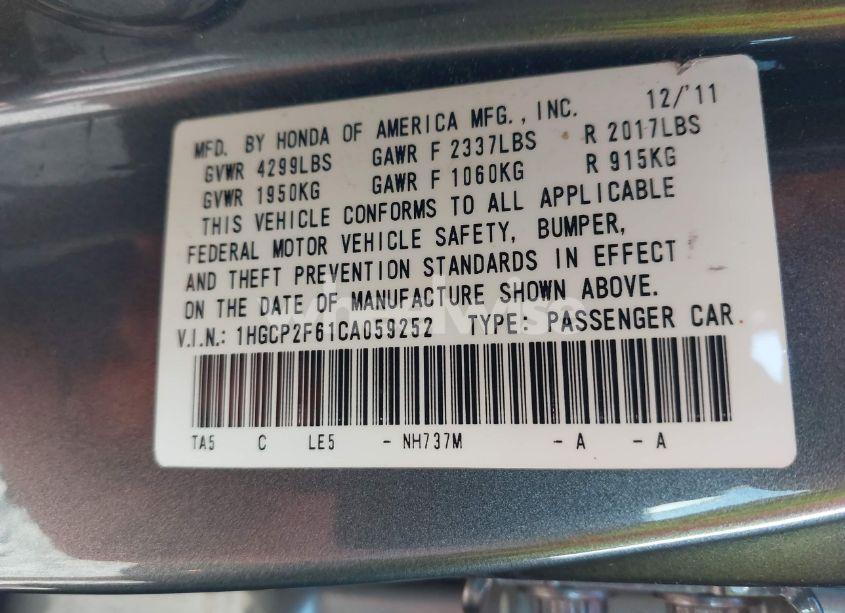 MFD. BY HONDA OF AMERICA MFG., INC. 12/'11
GVWR 4299LBS GAWR F 2337LBS R 2017LBS
GVWR 1950KG GAWR F 1060KG R 915KG
THIS VEHICLE CONFORMS TO ALL APPLICABLE
FEDERAL MOTOR VEHICLE SAFETY, BUMPER,
AND THEFT PREVENTION STANDARDS IN EFFECT
ON THE DATE OF MANUFACTURE SHOWN ABOVE.
V.I.N.: 1HGCP2F61CA059252 TYPE: PASSENGER CAR
TA5 C LE5 - NH737M - A - A